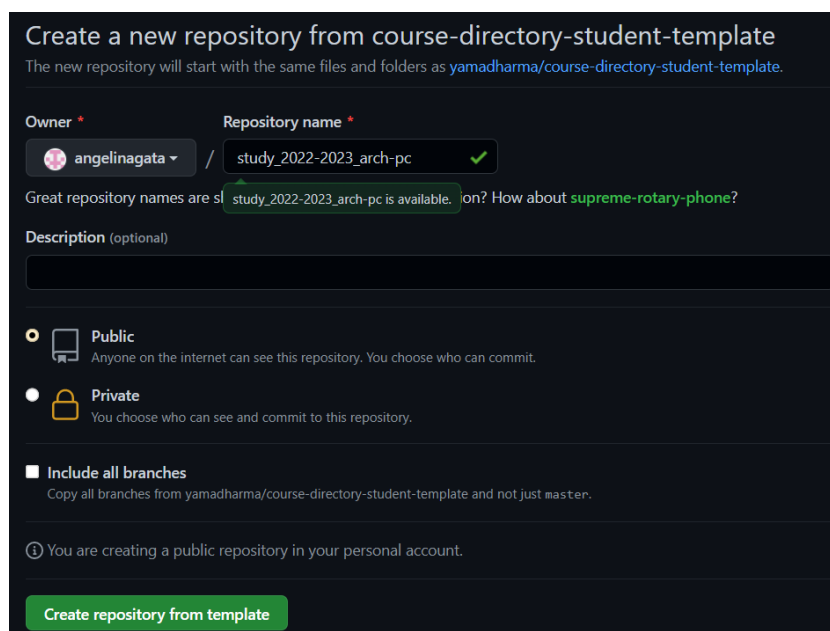 Create a new repository from course-directory-student-template
The new repository will start with the same files and folders as yamadharma/course-directory-student-template.
Owner * Repository name *
angelinagata / study_2022-2023_arch-pc
Great repository names are sl study_2022-2023_arch-pc is available. ion? How about supreme-rotary-phone?
Description (optional)
Public
Anyone on the internet can see this repository. You choose who can commit.
Private
You choose who can see and commit to this repository.
Include all branches
Copy all branches from yamadharma/course-directory-student-template and not just master.
You are creating a public repository in your personal account.
Create repository from template